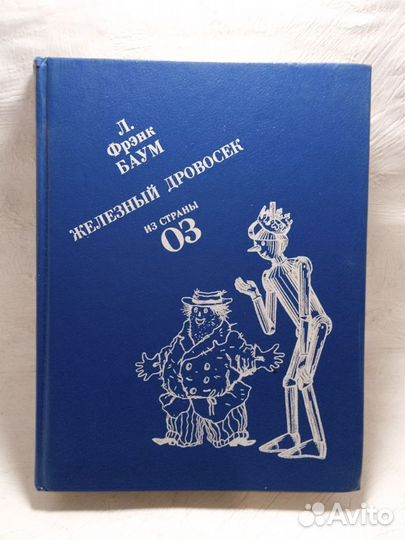 Л.
Фрэнк
БАУМ
ЖЕЛЕЗНЫЙ ДРОВОСЕК
ИЗ СТРАНЫ
ОЗ
Avito